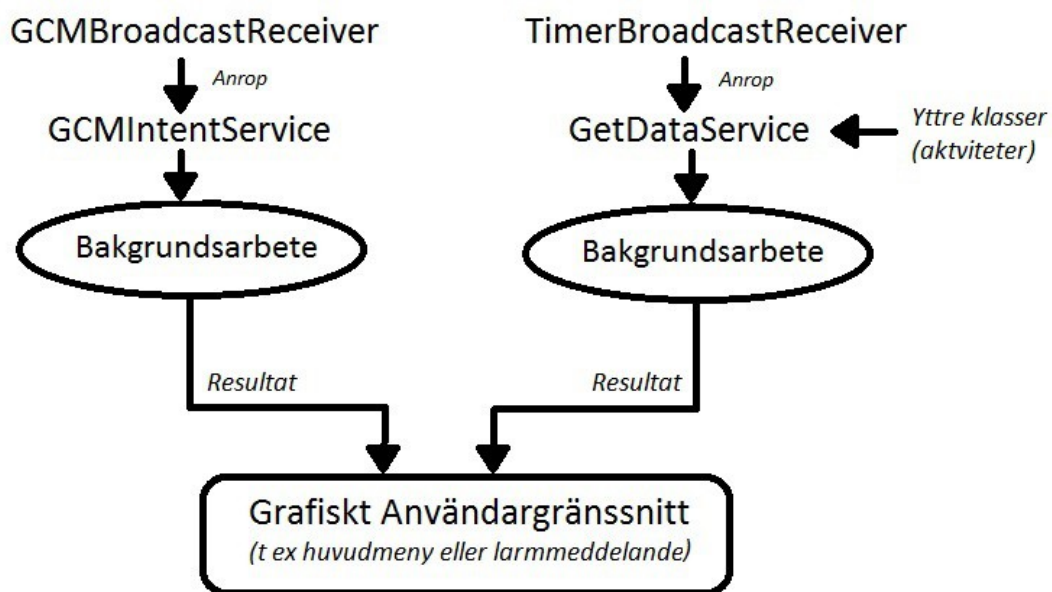 GCMBroadcastReceiver
Anrop
GCMIntentService
Bakgrundsarbete
Resultat
TimerBroadcastReceiver
Anrop
GetDataService
Yttre klasser
(aktviteter)
Bakgrundsarbete
Resultat
Grafiskt Användargränssnitt
(t ex huvudmeny eller larmmeddelande)